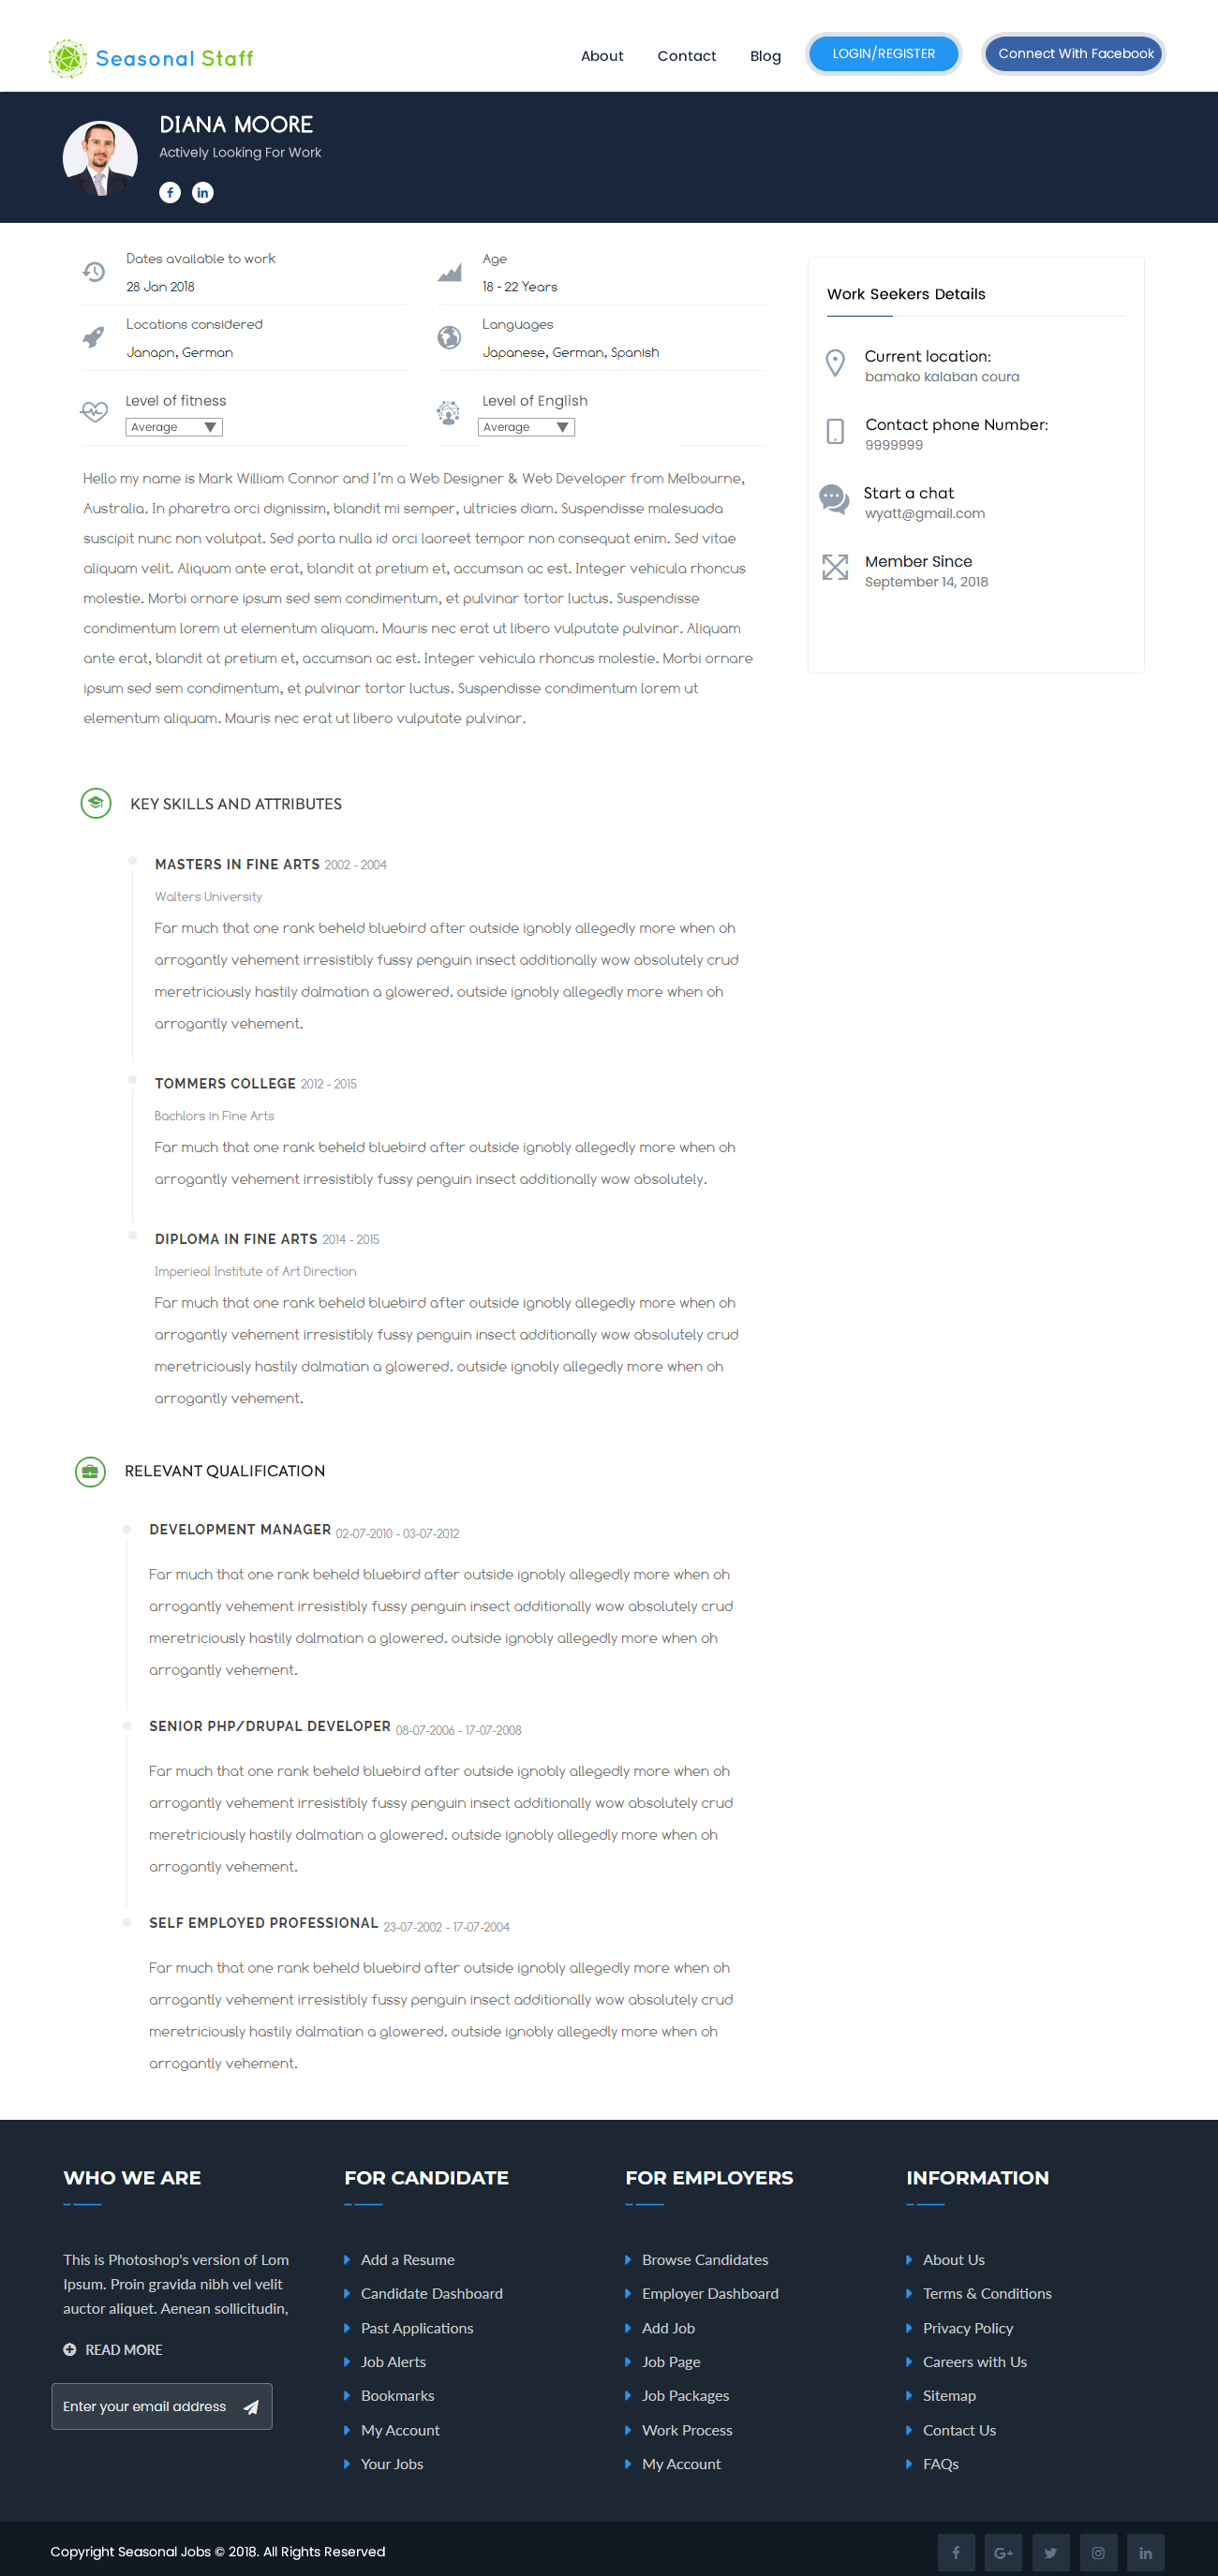 Seasonal Staff
About Contact Blog LOGIN/REGISTER Connect With Facebook
DIANA MOORE
Actively Looking For Work
Dates available to work
28 Jan 2018
Age
18 - 22 Years
Locations considered
Janapn, German
Languages
Japanese, German, Spanish
Level of fitness
Average
Level of English
Average
Hello my name is Mark William Connor and I'm a Web Designer & Web Developer from Melbourne,
Australia. In pharetra orci dignissim, blandit mi semper, ultricies diam. Suspendisse malesuada
suscipit nunc non volutpat. Sed porta nulla id orci laoreet tempor non consequat enim. Sed vitae
aliquam velit. Aliquam ante erat, blandit at pretium et, accumsan ac est. Integer vehicula rhoncus
molestie. Morbi ornare ipsum sed sem condimentum, et pulvinar tortor luctus. Suspendisse
condimentum lorem ut elementum aliquam. Mauris nec erat ut libero vulputate pulvinar. Aliquam
ante erat, blandit at pretium et, accumsan ac est. Integer vehicula rhoncus molestie. Morbi ornare
ipsum sed sem condimentum, et pulvinar tortor luctus. Suspendisse condimentum lorem ut
elementum aliquam. Mauris nec erat ut libero vulputate pulvinar.
Work Seekers Details
Current location:
bamako kalaban coura
Contact phone Number:
9999999
Start a chat
wyatt@gmail.com
Member Since
September 14, 2018
KEY SKILLS AND ATTRIBUTES
MASTERS IN FINE ARTS 2002 - 2004
Walters University
Far much that one rank beheld bluebird after outside ignobly allegedly more when oh
arrogantly vehement irresistibly fussy penguin insect additionally wow absolutely crud
meretriciously hastily dalmatian a glowered. outside ignobly allegedly more when oh
arrogantly vehement.
TOMMERS COLLEGE 2012 - 2015
Bachlors in Fine Arts
Far much that one rank beheld bluebird after outside ignobly allegedly more when oh
arrogantly vehement irresistibly fussy penguin insect additionally wow absolutely.
DIPLOMA IN FINE ARTS 2014 - 2015
Imperieal Institute of Art Direction
Far much that one rank beheld bluebird after outside ignobly allegedly more when oh
arrogantly vehement irresistibly fussy penguin insect additionally wow absolutely crud
meretriciously hastily dalmatian a glowered. outside ignobly allegedly more when oh
arrogantly vehement.
RELEVANT QUALIFICATION
DEVELOPMENT MANAGER 02-07-2010 - 03-07-2012
Far much that one rank beheld bluebird after outside ignobly allegedly more when oh
arrogantly vehement irresistibly fussy penguin insect additionally wow absolutely crud
meretriciously hastily dalmatian a glowered. outside ignobly allegedly more when oh
arrogantly vehement.
SENIOR PHP/DRUPAL DEVELOPER 08-07-2006 - 17-07-2008
Far much that one rank beheld bluebird after outside ignobly allegedly more when oh
arrogantly vehement irresistibly fussy penguin insect additionally wow absolutely crud
meretriciously hastily dalmatian a glowered. outside ignobly allegedly more when oh
arrogantly vehement.
SELF EMPLOYED PROFESSIONAL 23-07-2002 - 17-07-2004
Far much that one rank beheld bluebird after outside ignobly allegedly more when oh
arrogantly vehement irresistibly fussy penguin insect additionally wow absolutely crud
meretriciously hastily dalmatian a glowered. outside ignobly allegedly more when oh
arrogantly vehement.
WHO WE ARE
This is Photoshop's version of Lom
Ipsum. Proin gravida nibh vel velit
auctor aliquet. Aenean sollicitudin,
READ MORE
Enter your email address
FOR CANDIDATE
Add a Resume
Candidate Dashboard
Past Applications
Job Alerts
Bookmarks
My Account
Your Jobs
FOR EMPLOYERS
Browse Candidates
Employer Dashboard
Add Job
Job Page
Job Packages
Work Process
My Account
INFORMATION
About Us
Terms & Conditions
Privacy Policy
Careers with Us
Sitemap
Contact Us
FAQs
Copyright Seasonal Jobs © 2018. All Rights Reserved